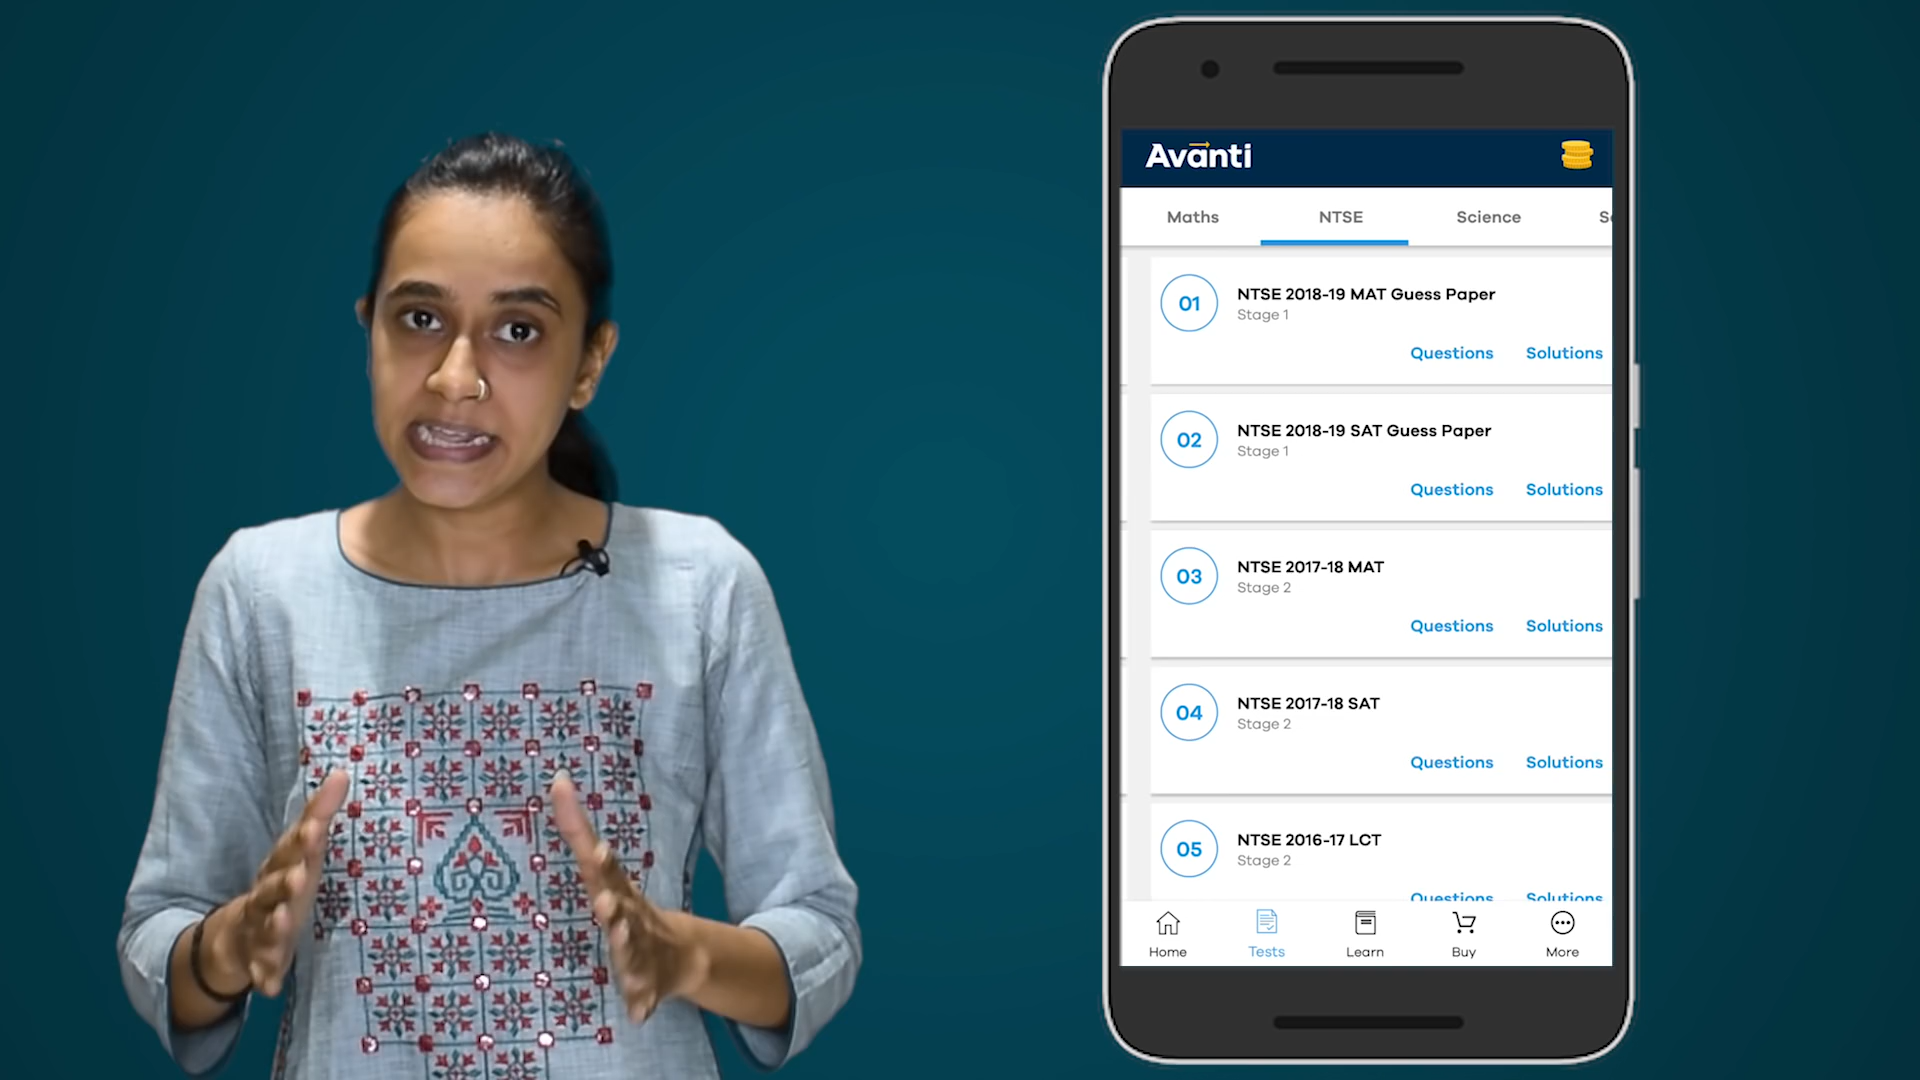 Avanti
Maths NTSE Science
01 NTSE 2018-19 MAT Guess Paper
Stage 1
Questions Solutions
02 NTSE 2018-19 SAT Guess Paper
Stage 1
Questions Solutions
03 NTSE 2017-18 MAT
Stage 2
Questions Solutions
04 NTSE 2017-18 SAT
Stage 2
Questions Solutions
05 NTSE 2016-17 LCT
Stage 2
Questions Solutions
Home Tests Learn Buy More